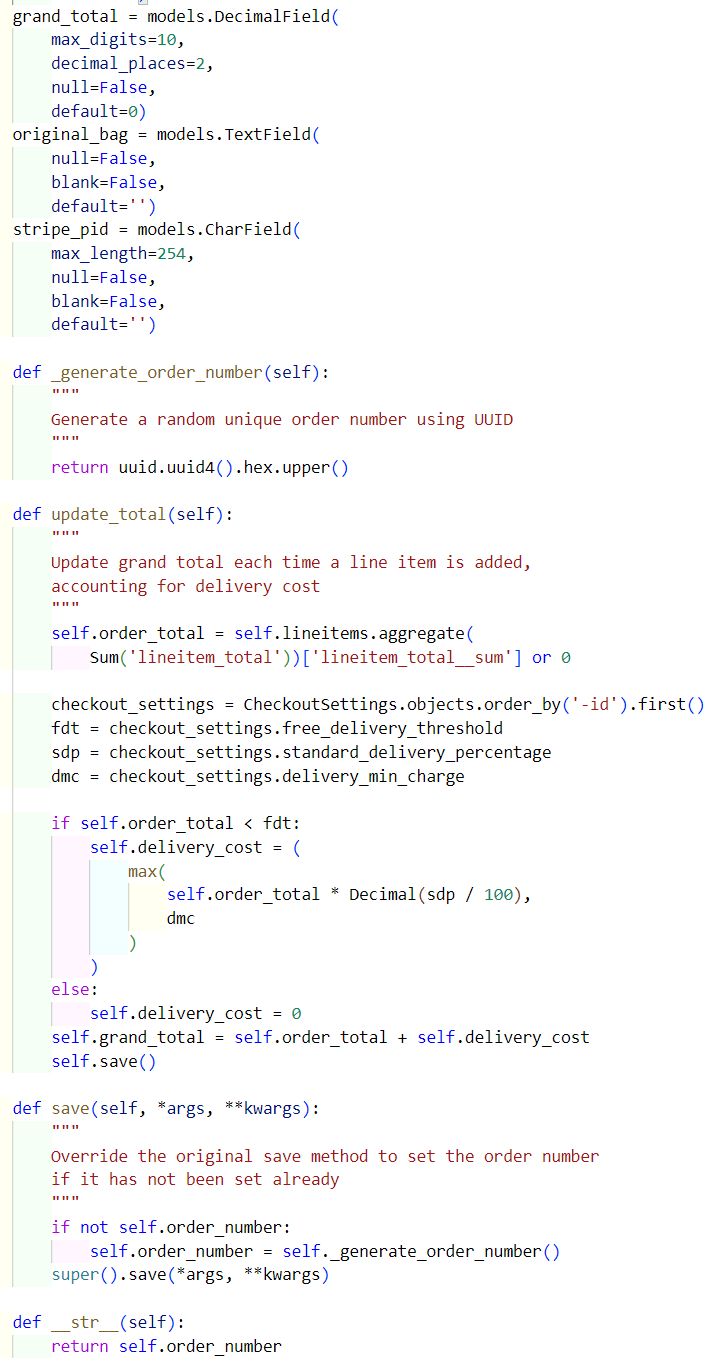 grand_total = models.DecimalField(
    max_digits=10,
    decimal_places=2,
    null=False,
    default=0)
original_bag = models.TextField(
    null=False,
    blank=False,
    default='')
stripe_pid = models.CharField(
    max_length=254,
    null=False,
    blank=False,
    default='')

def _generate_order_number(self):
    """
    Generate a random unique order number using UUID
    """
    return uuid.uuid4().hex.upper()

def update_total(self):
    """
    Update grand total each time a line item is added,
    accounting for delivery cost
    """
    self.order_total = self.lineitems.aggregate(
        Sum('lineitem_total'))['lineitem_total__sum'] or 0

    checkout_settings = CheckoutSettings.objects.order_by('-id').first()
    fdt = checkout_settings.free_delivery_threshold
    sdp = checkout_settings.standard_delivery_percentage
    dmc = checkout_settings.delivery_min_charge

    if self.order_total < fdt:
        self.delivery_cost = (
            max(
                self.order_total * Decimal(sdp / 100),
                dmc
            )
        )
    else:
        self.delivery_cost = 0
    self.grand_total = self.order_total + self.delivery_cost
    self.save()

def save(self, *args, **kwargs):
    """
    Override the original save method to set the order number
    if it has not been set already
    """
    if not self.order_number:
        self.order_number = self._generate_order_number()
    super().save(*args, **kwargs)

def __str__(self):
    return self.order_number